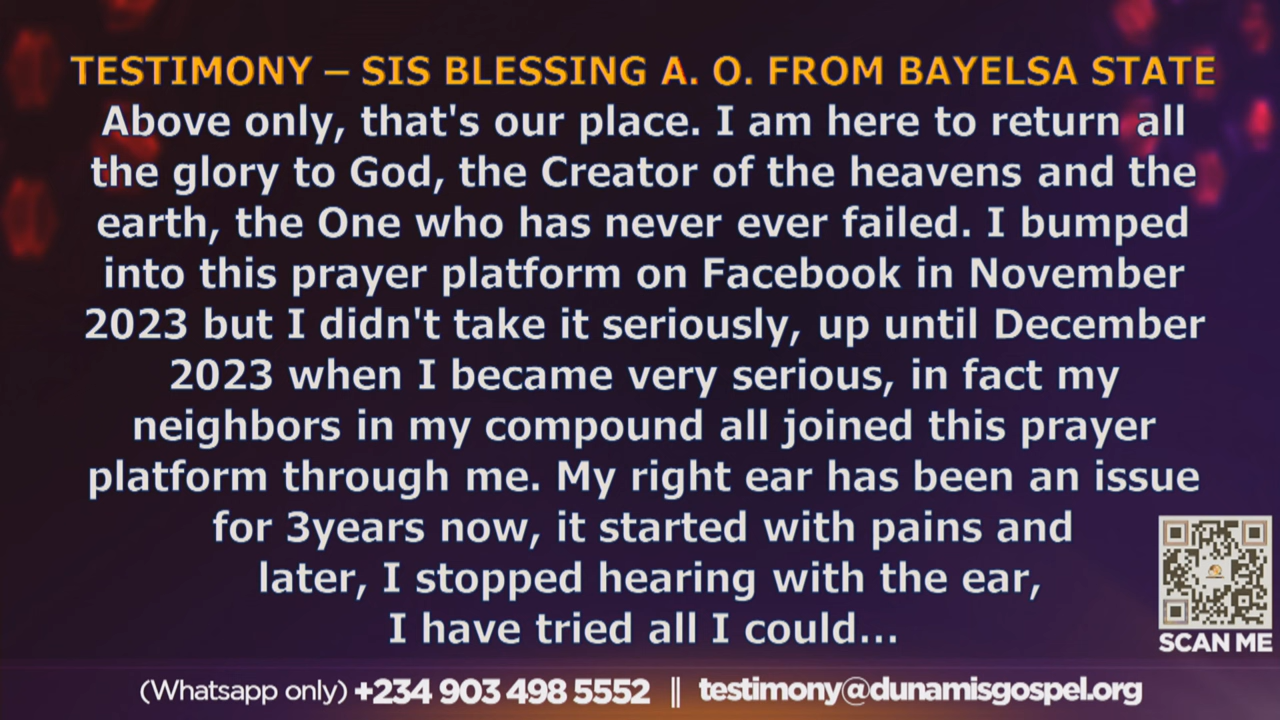 TESTIMONY – SIS BLESSING A. O. FROM BAYELSA STATE
Above only, that's our place. I am here to return all
the glory to God, the Creator of the heavens and the
earth, the One who has never ever failed. I bumped
into this prayer platform on Facebook in November
2023 but I didn't take it seriously, up until December
2023 when I became very serious, in fact my
neighbors in my compound all joined this prayer
platform through me. My right ear has been an issue
for 3years now, it started with pains and
later, I stopped hearing with the ear,
I have tried all I could...
SCAN ME
(Whatsapp only) +234 903 498 5552 || testimony@dunamisgospel.org